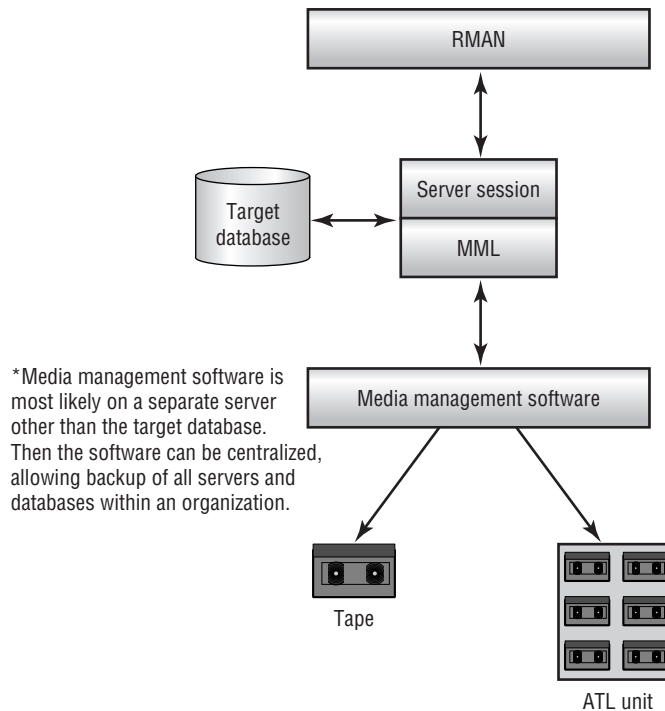 RMAN
Server session
Target
database
MML
*Media management software is
most likely on a separate server
other than the target database.
Then the software can be centralized,
allowing backup of all servers and
databases within an organization.
Media management software
Tape
ATL unit